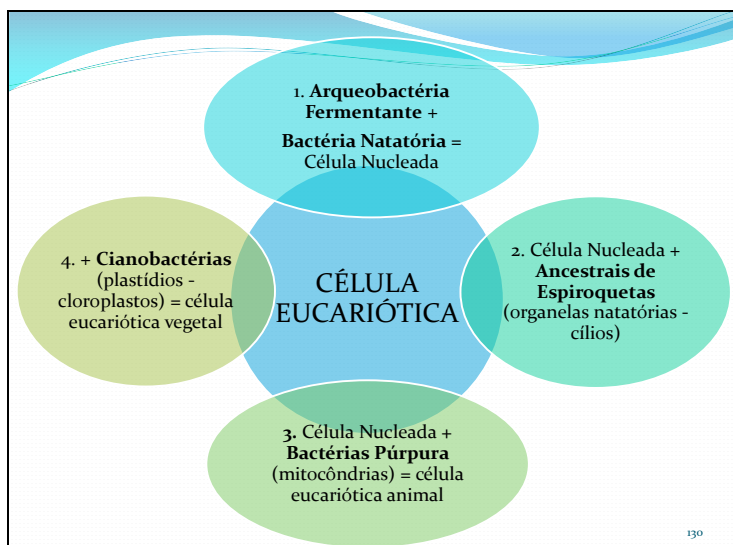 1. Arqueobactéria
Fermentante +
Bactéria Natatória =
Célula Nucleada
2. Célula Nucleada +
Ancestrais de
Espiroquetas
(organelas natatórias -
cílios)
3. Célula Nucleada +
Bactérias Púrpura
(mitocôndrias) = célula
eucariótica animal
4. + Cianobactérias
(plastídios -
cloroplastos) = célula
eucariótica vegetal
CÉLULA
EUCARIÓTICA
130